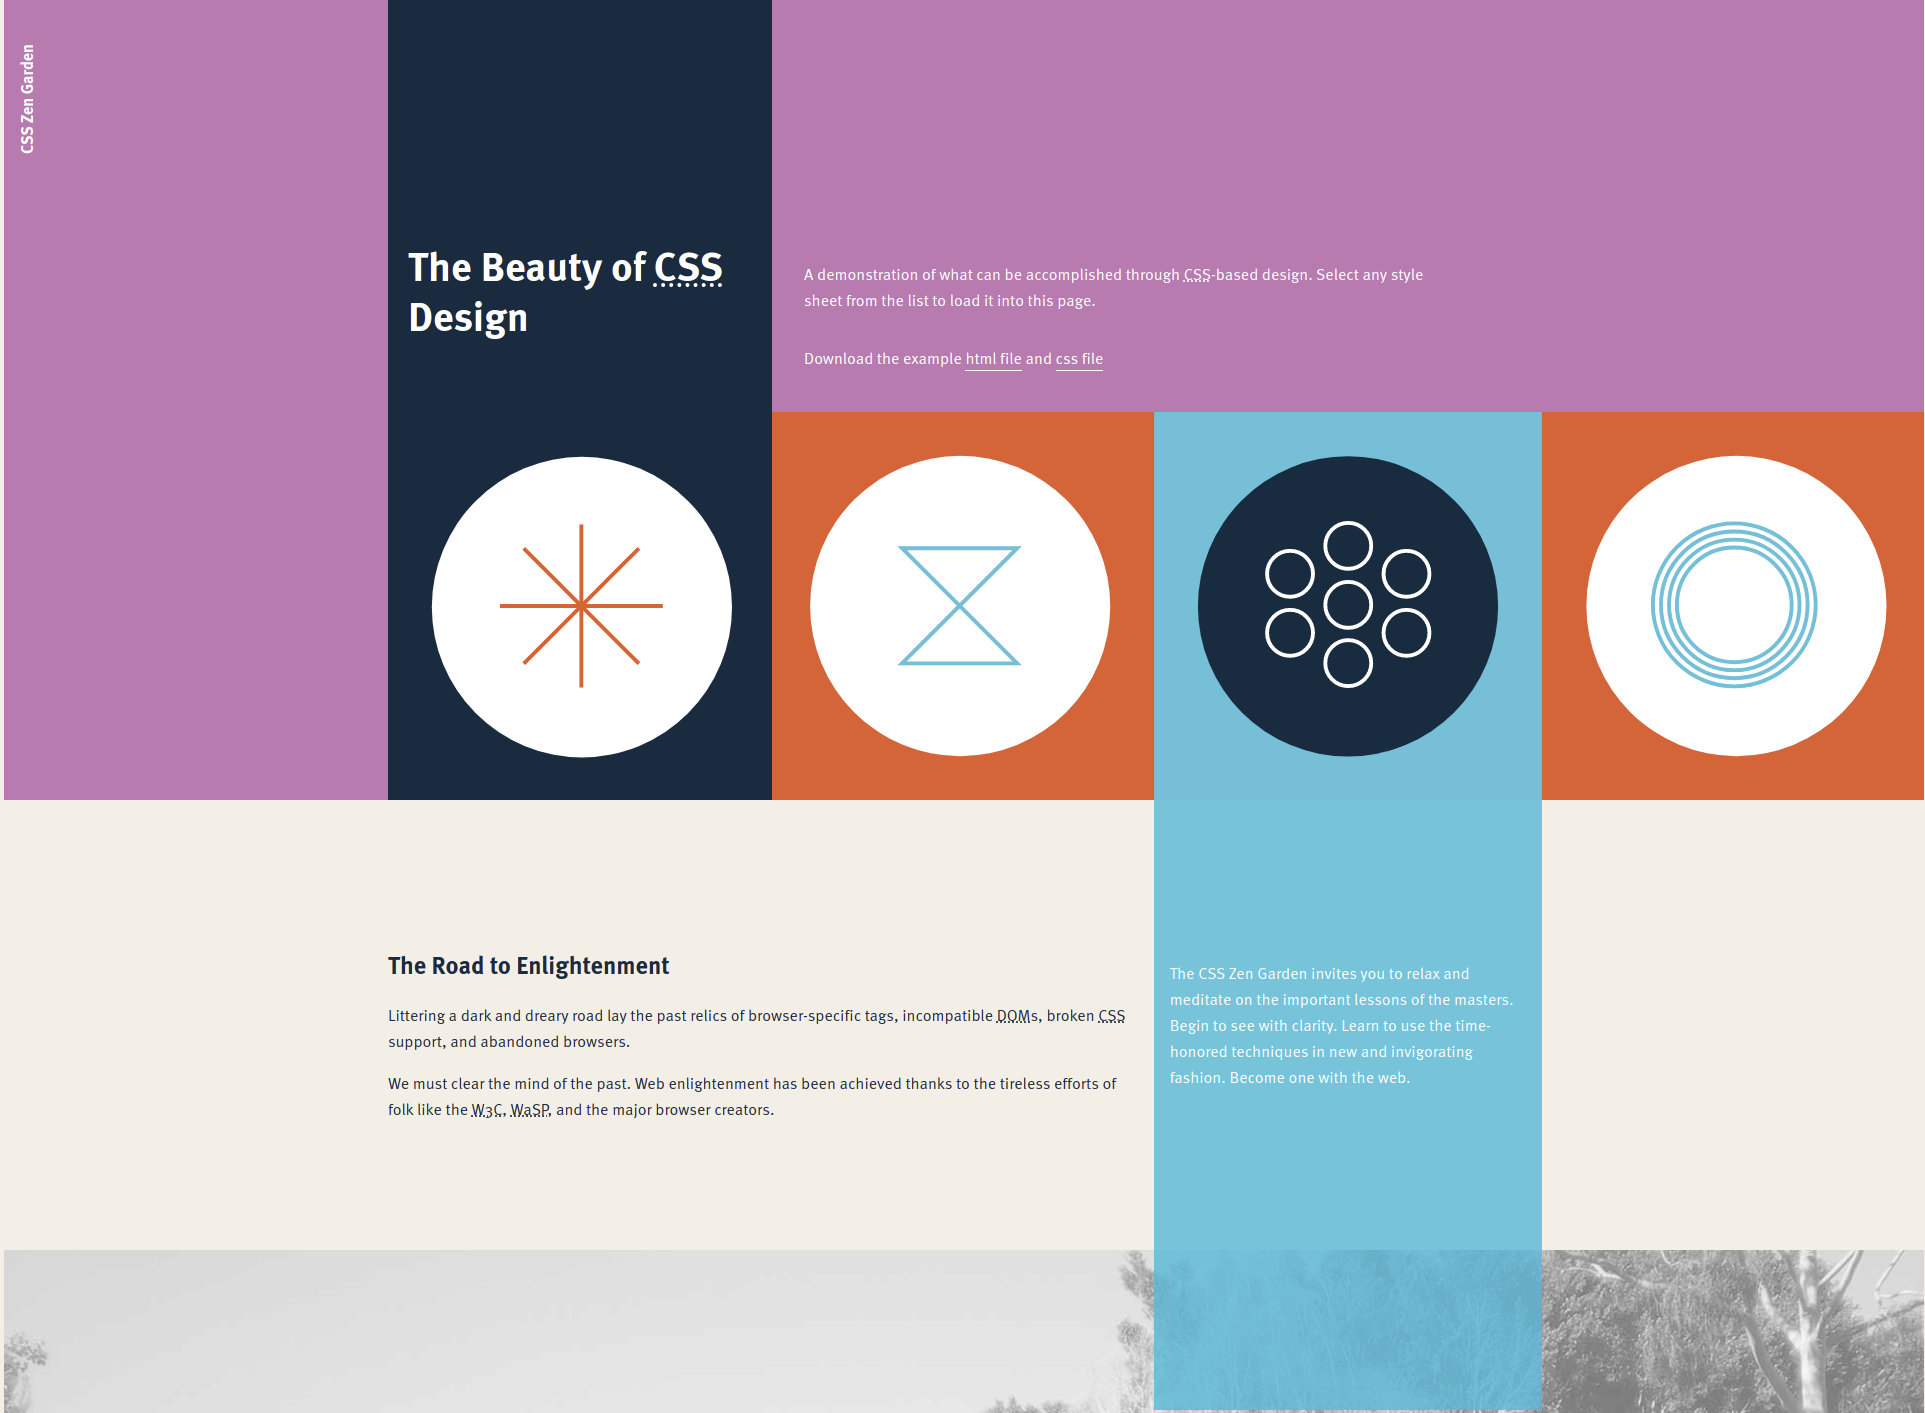 CSS Zen Garden
The Beauty of CSS
Design
A demonstration of what can be accomplished through CSS-based design. Select any style
sheet from the list to load it into this page.
Download the example html file and css file
The Road to Enlightenment
Littering a dark and dreary road lay the past relics of browser-specific tags, incompatible DOMs, broken CSS
support, and abandoned browsers.
We must clear the mind of the past. Web enlightenment has been achieved thanks to the tireless efforts of
folk like the W3C, WaSP, and the major browser creators.
The CSS Zen Garden invites you to relax and
meditate on the important lessons of the masters.
Begin to see with clarity. Learn to use the time-
honored techniques in new and invigorating
fashion. Become one with the web.